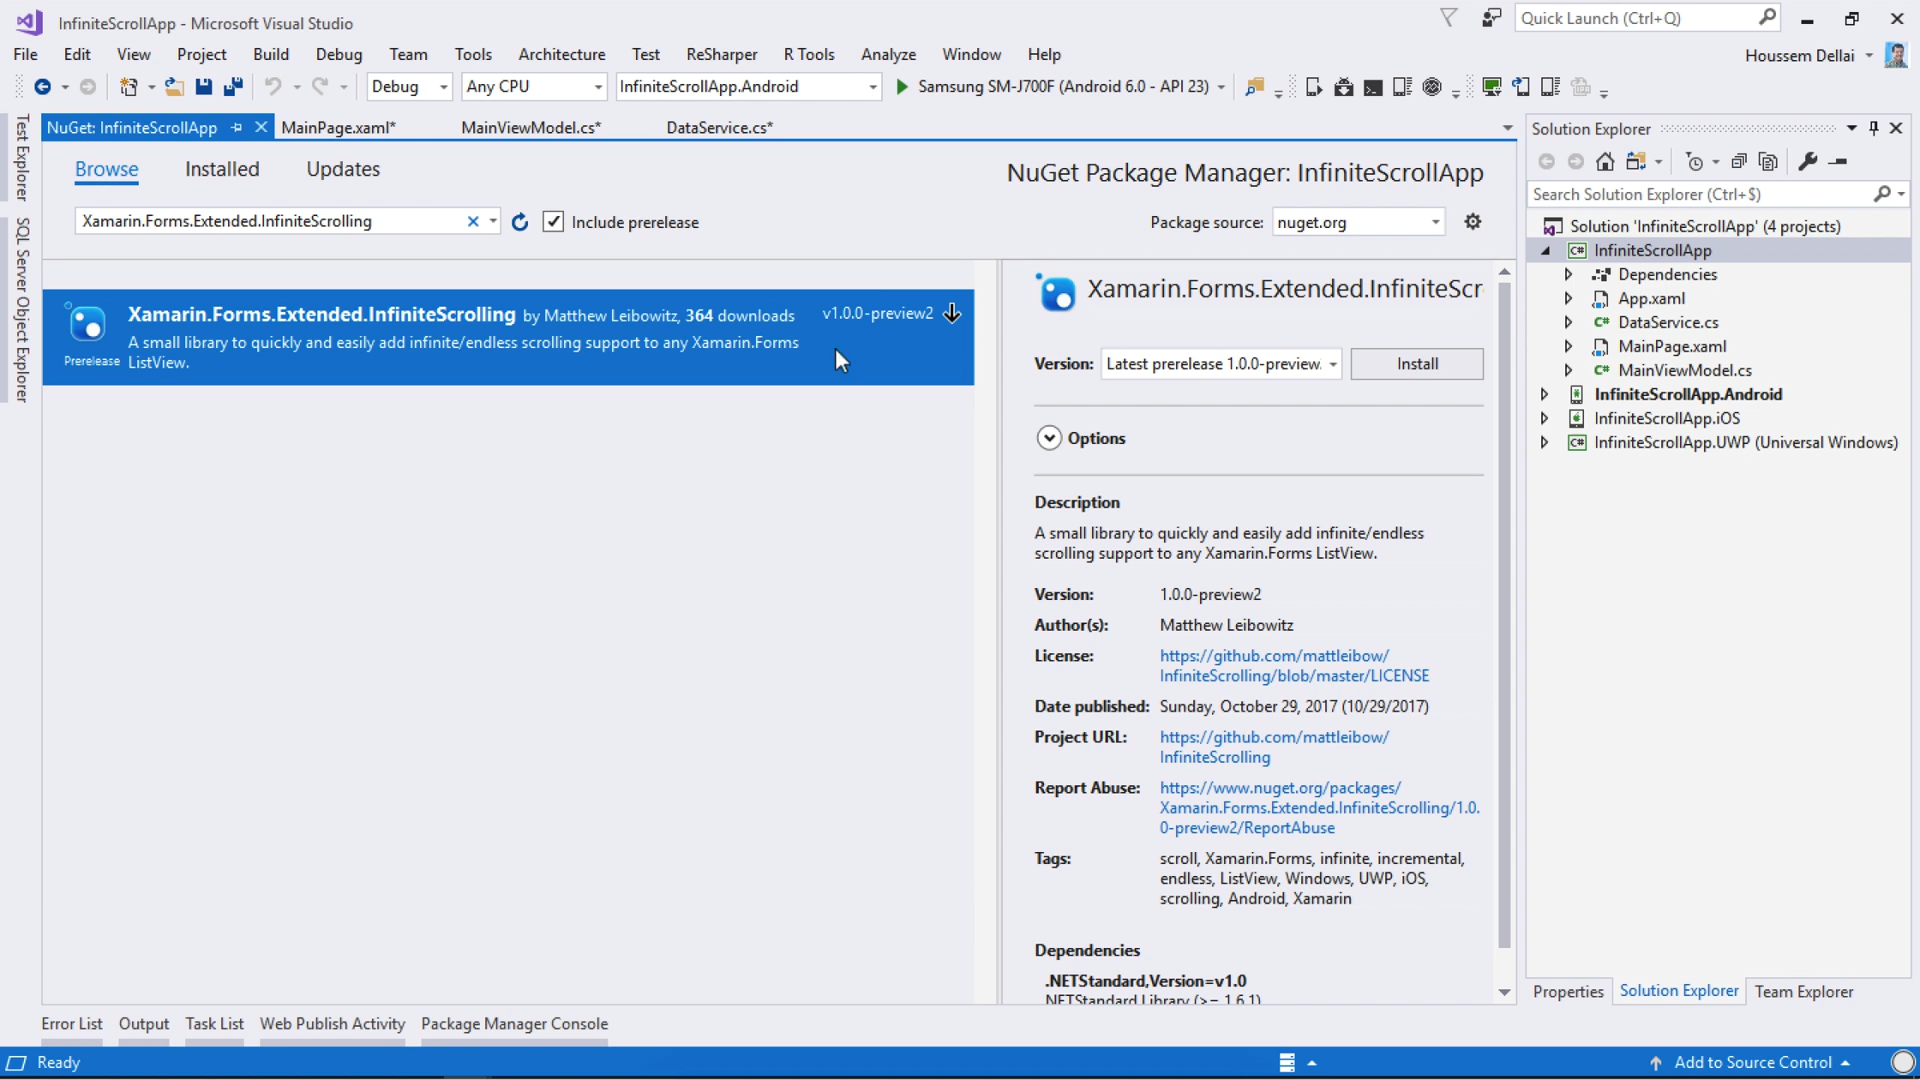 InfiniteScrollApp - Microsoft Visual Studio
Quick Launch (Ctrl+Q)
File Edit View Project Build Debug Team Tools Architecture Test ReSharper R Tools Analyze Window Help
Houssem Dellai
Debug Any CPU InfiniteScrollApp.Android Samsung SM-J700F (Android 6.0 - API 23)
Test Explorer
SQL Server Object Explorer
NuGet: InfiniteScrollApp MainPage.xaml* MainViewModel.cs* DataService.cs*
Browse Installed Updates
NuGet Package Manager: InfiniteScrollApp
Xamarin.Forms.Extended.InfiniteScrolling
Include prerelease
Package source: nuget.org
Xamarin.Forms.Extended.InfiniteScrolling by Matthew Leibowitz, 364 downloads v1.0.0-preview2
A small library to quickly and easily add infinite/endless scrolling support to any Xamarin.Forms
Prerelease ListView.
Xamarin.Forms.Extended.InfiniteScr
Version: Latest prerelease 1.0.0-preview. Install
Options
Description
A small library to quickly and easily add infinite/endless
scrolling support to any Xamarin.Forms ListView.
Version: 1.0.0-preview2
Author(s): Matthew Leibowitz
License: https://github.com/mattleibow/
InfiniteScrolling/blob/master/LICENSE
Date published: Sunday, October 29, 2017 (10/29/2017)
Project URL: https://github.com/mattleibow/
InfiniteScrolling
Report Abuse: https://www.nuget.org/packages/
Xamarin.Forms.Extended.InfiniteScrolling/1.0.
0-preview2/ReportAbuse
Tags: scroll, Xamarin.Forms, infinite, incremental,
endless, ListView, Windows, UWP, iOS,
scrolling, Android, Xamarin
Dependencies
.NETStandard,Version=v1.0
NETStandard.Library (>= 1.6.1)
Solution Explorer
Search Solution Explorer (Ctrl+$)
Solution 'InfiniteScrollApp' (4 projects)
C# InfiniteScrollApp
Dependencies
App.xaml
C# DataService.cs
MainPage.xaml
C# MainViewModel.cs
InfiniteScrollApp.Android
InfiniteScrollApp.iOS
C# InfiniteScrollApp.UWP (Universal Windows)
Properties Solution Explorer Team Explorer
Error List Output Task List Web Publish Activity Package Manager Console
Ready
Add to Source Control